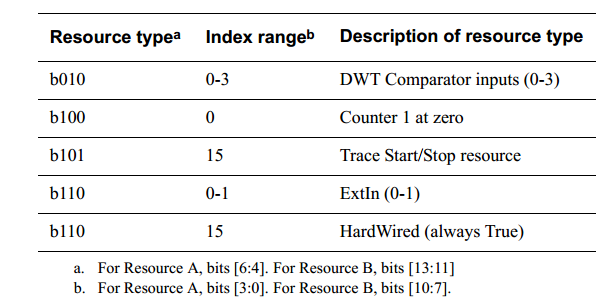 Resource typea Index rangeb Description of resource type
b010 0-3 DWT Comparator inputs (0-3)
b100 0 Counter 1 at zero
b101 15 Trace Start/Stop resource
b110 0-1 ExtIn (0-1)
b110 15 HardWired (always True)
a. For Resource A, bits [6:4]. For Resource B, bits [13:11]
b. For Resource A, bits [3:0]. For Resource B, bits [10:7].